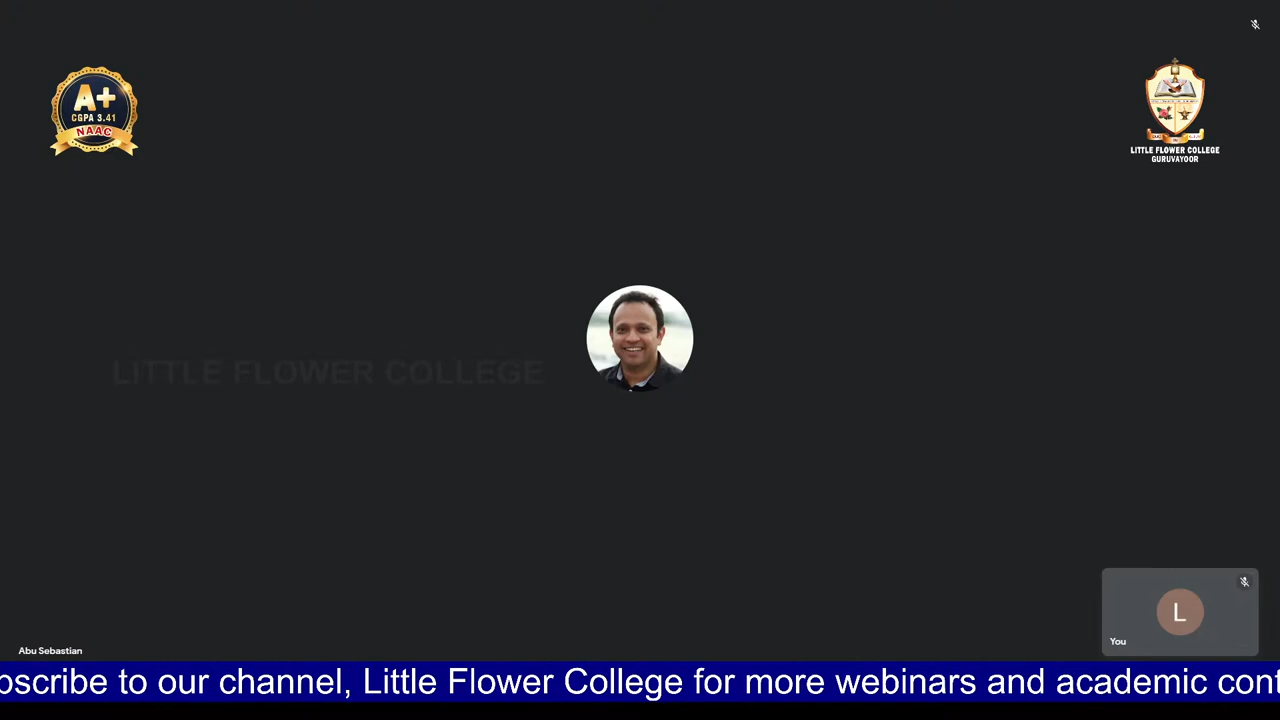 A+
CGPA 3.41
NAAC
LITTLE FLOWER COLLEGE
GURUVAYOOR
LITTLE FLOWER COLLEGE
L
You
Abu Sebastian
bscribe to our channel, Little Flower College for more webinars and academic cont